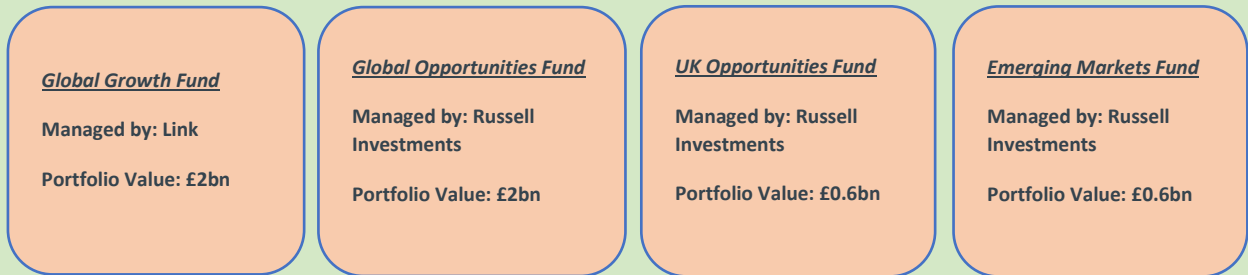 Global Growth Fund
Managed by: Link
Portfolio Value: £2bn
Global Opportunities Fund
Managed by: Russell
Investments
Portfolio Value: £2bn
UK Opportunities Fund
Managed by: Russell
Investments
Portfolio Value: £0.6bn
Emerging Markets Fund
Managed by: Russell
Investments
Portfolio Value: £0.6bn